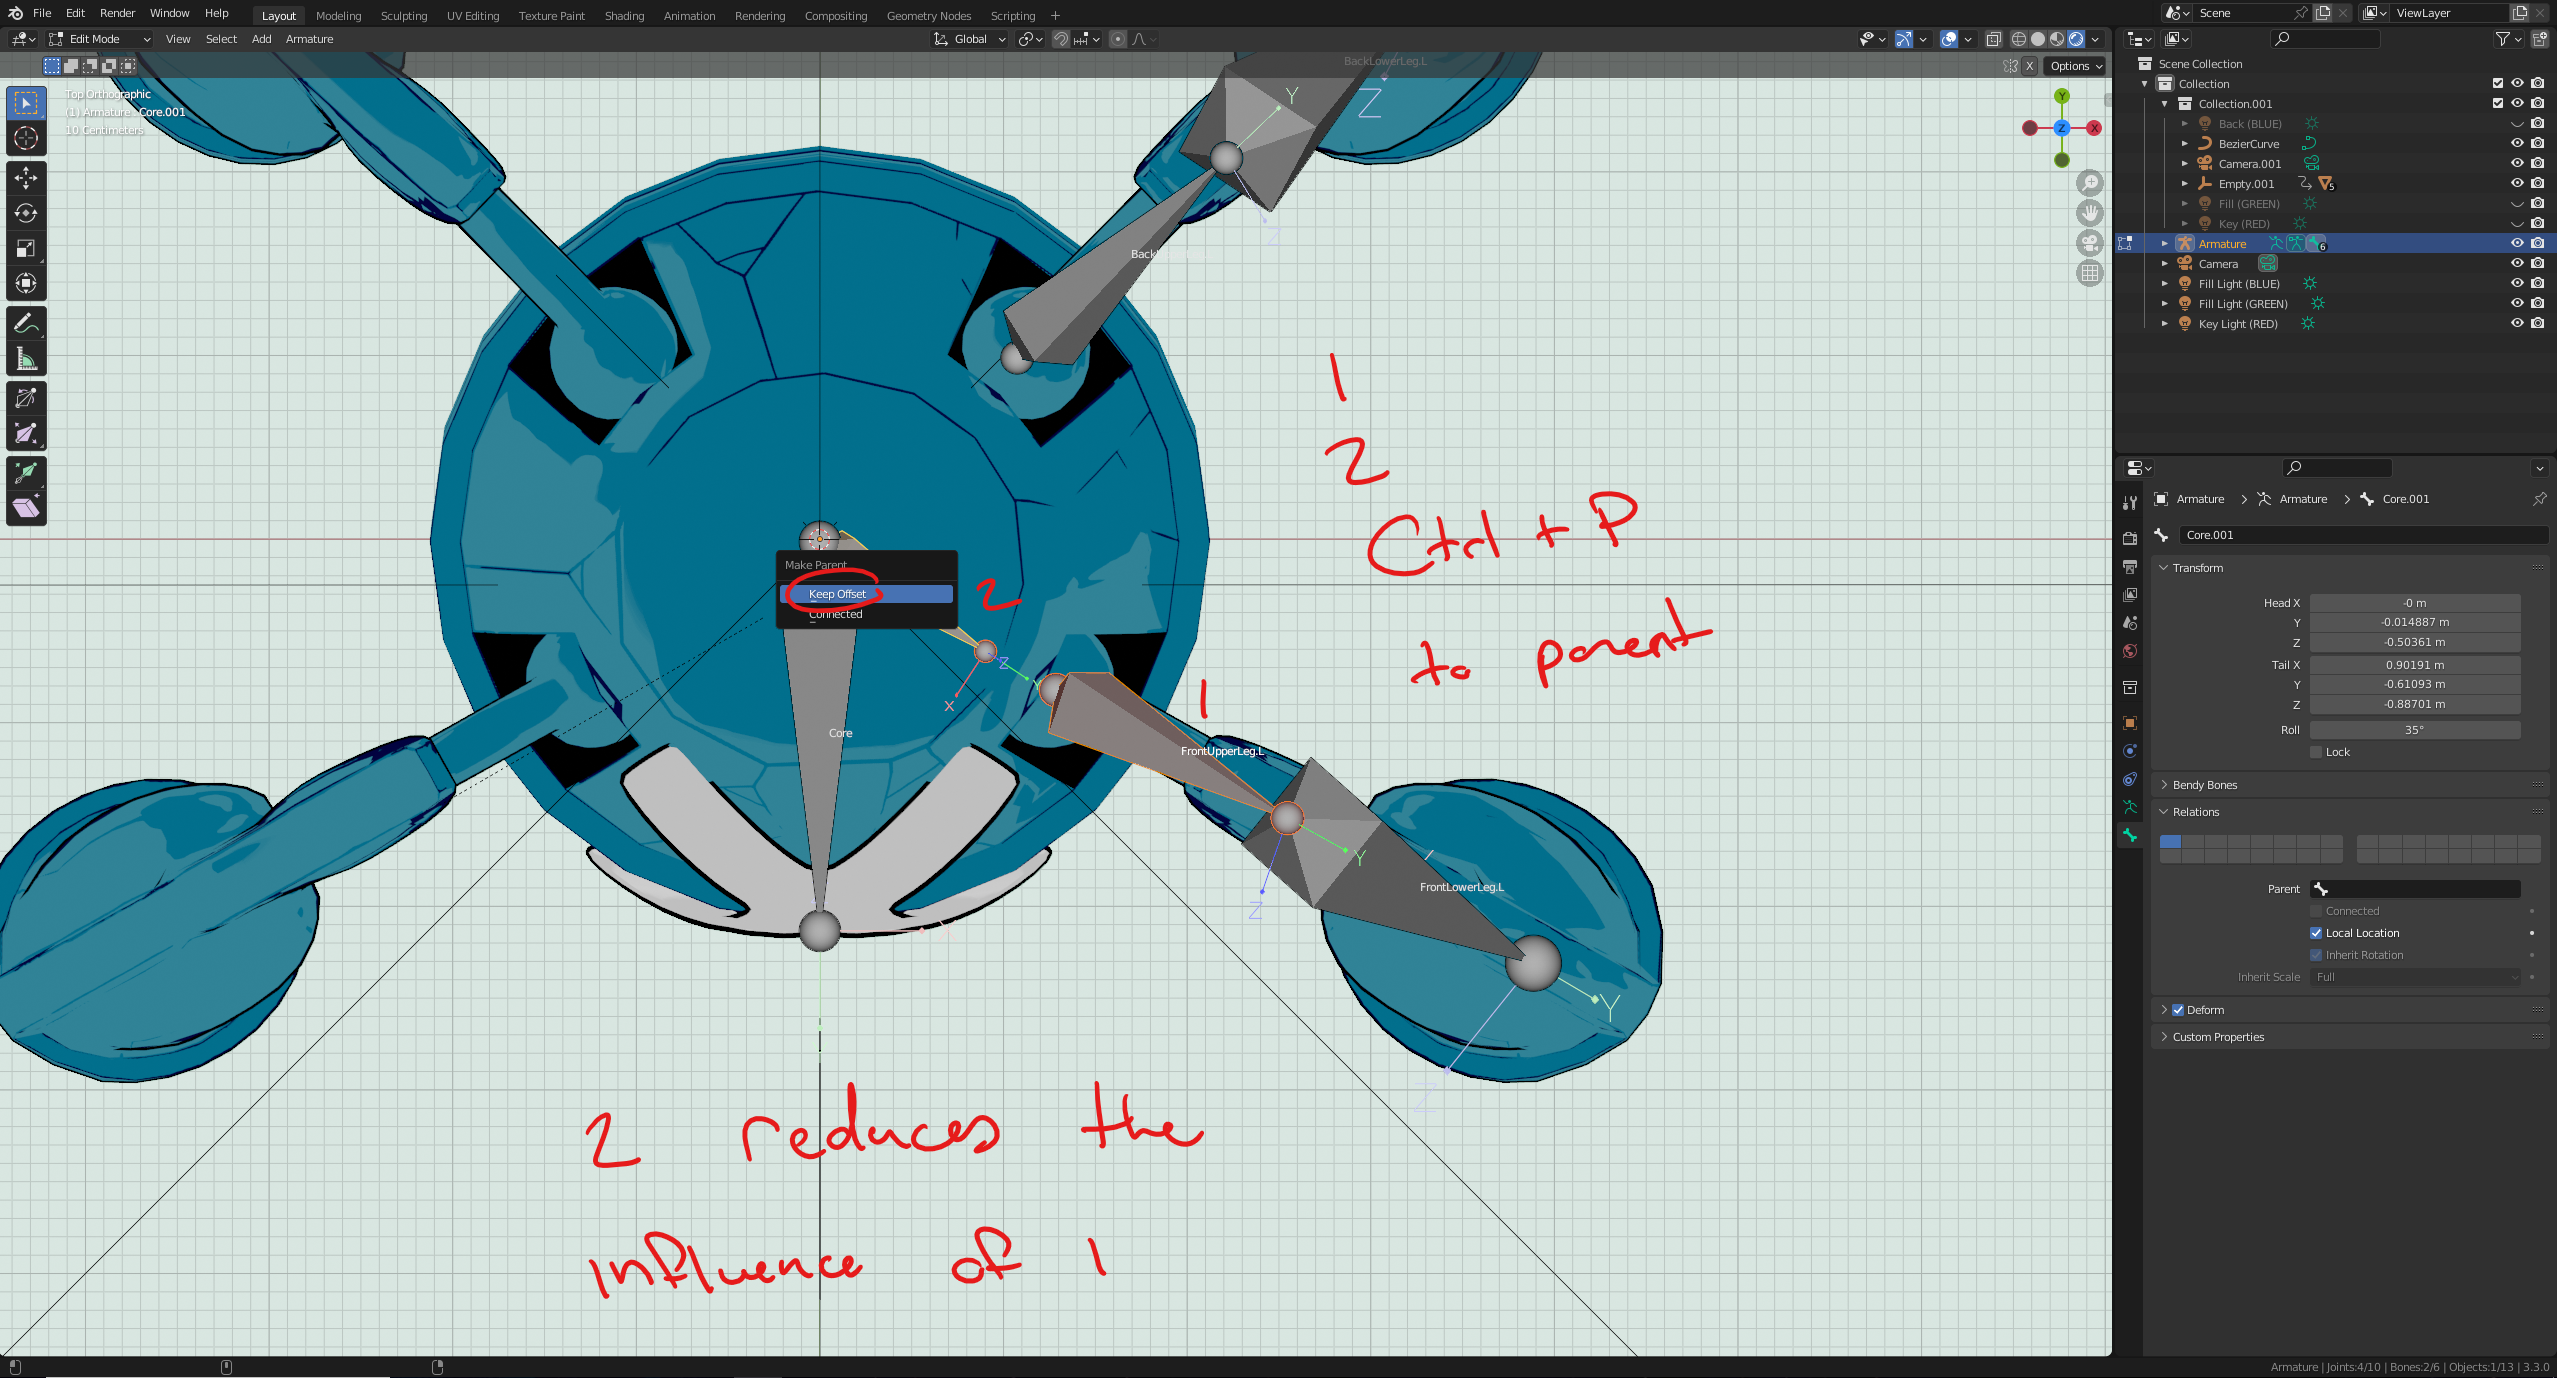 File Edit Render Window Help Layout Modeling Sculpting UV Editing Texture Paint Shading Animation Rendering Compositing Geometry Nodes Scripting + Scene ViewLayer
Edit Mode View Select Add Armature Global
X Options
Top Orthographic
(1) Armature : Core.001
10 Centimeters
BackLowerLeg.L
Y
Z
Z
Back
1
2
Ctrl + P
to parent
Make Parent
Keep Offset
Connected
2
Z
Y
X
1
Core
FrontUpperLeg.L
Y
FrontLowerLeg.L
Z
Y
Z
2 reduces the
influence of 1
Y
Z
X
Scene Collection
Collection
Collection.001
Back (BLUE)
BezierCurve
Camera.001
Empty.001 5
Fill (GREEN)
Key (RED)
Armature 6
Camera
Fill Light (BLUE)
Fill Light (GREEN)
Key Light (RED)
Armature > Armature > Core.001
Core.001
Transform
Head X -0 m
Y -0.014887 m
Z -0.50361 m
Tail X 0.90191 m
Y -0.61093 m
Z -0.88701 m
Roll 35°
Lock
Bendy Bones
Relations
Parent
Connected
Local Location
Inherit Rotation
Inherit Scale Full
Deform
Custom Properties
Armature | Joints:4/10 | Bones:2/6 | Objects:1/13 | 3.3.0